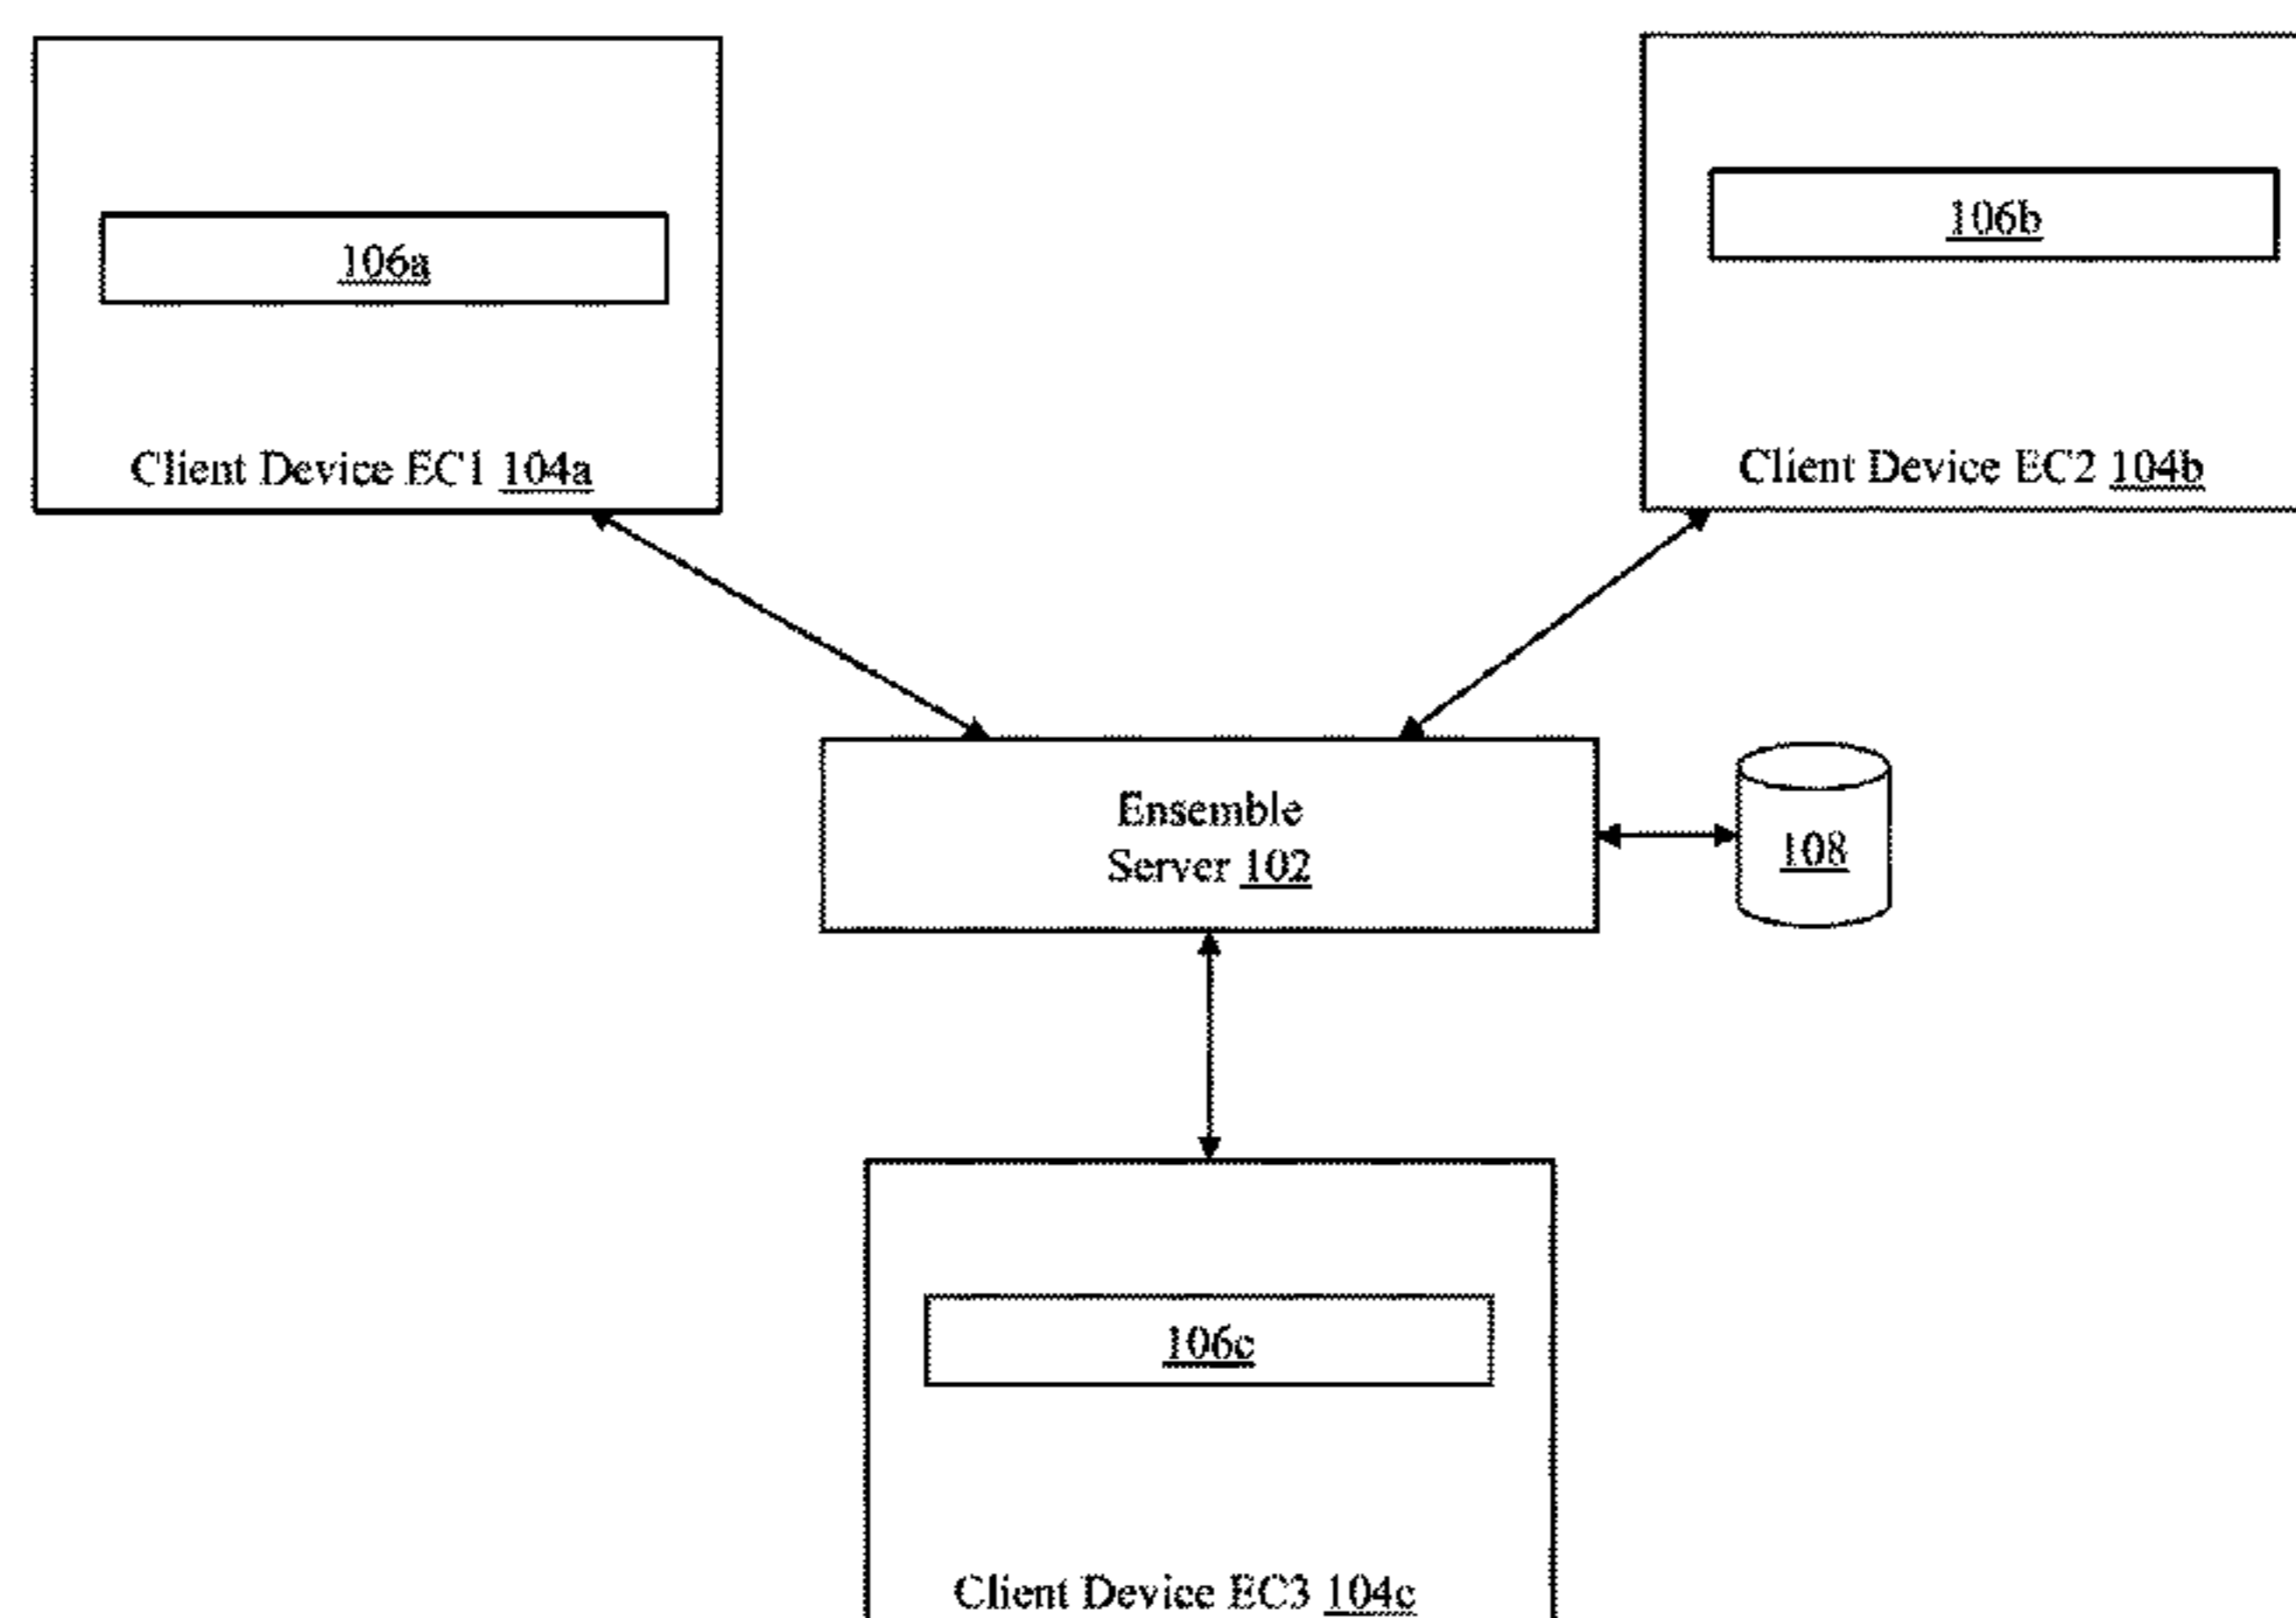 106a
Client Device EC1 104a
106b
Client Device EC2 104b
Ensemble
Server 102
108
106c
Client Device EC3 104c